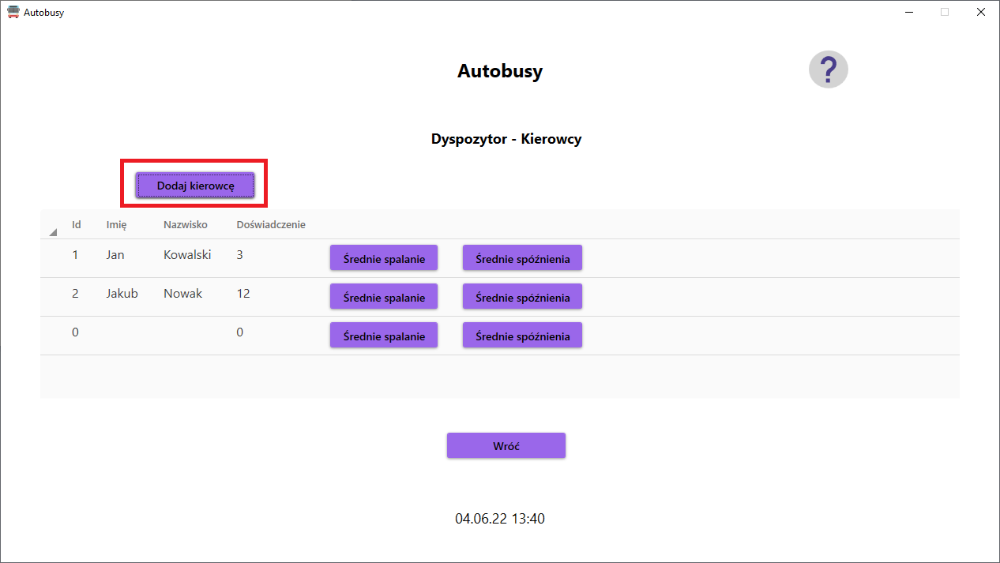 Autobusy
Autobusy
?
Dyspozytor - Kierowcy
Dodaj kierowcę
Id Imię Nazwisko Doświadczenie
1 Jan Kowalski 3 Średnie spalanie Średnie spóźnienia
2 Jakub Nowak 12 Średnie spalanie Średnie spóźnienia
0 0 Średnie spalanie Średnie spóźnienia
Wróć
04.06.22 13:40